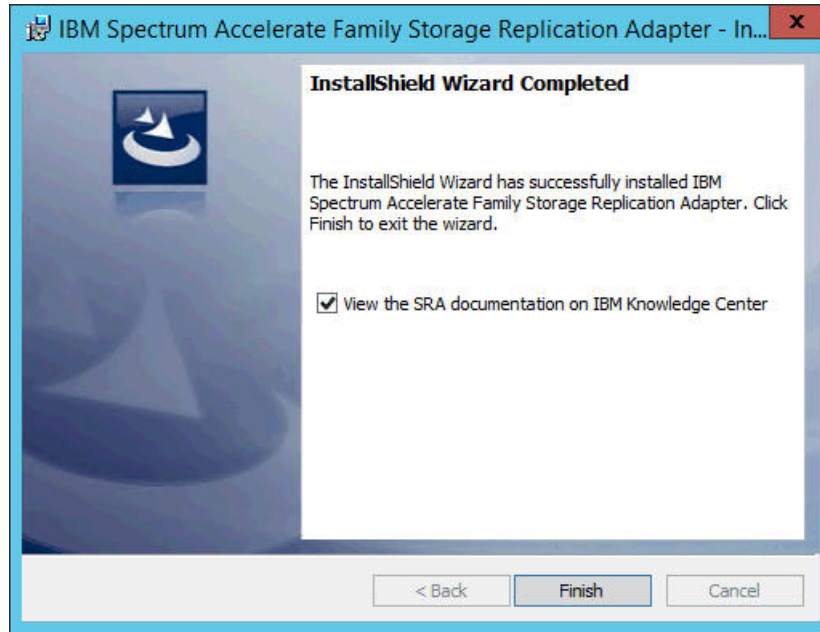 IBM Spectrum Accelerate Family Storage Replication Adapter - In...
x
InstallShield Wizard Completed
The InstallShield Wizard has successfully installed IBM
Spectrum Accelerate Family Storage Replication Adapter. Click
Finish to exit the wizard.
View the SRA documentation on IBM Knowledge Center
< Back
Finish
Cancel